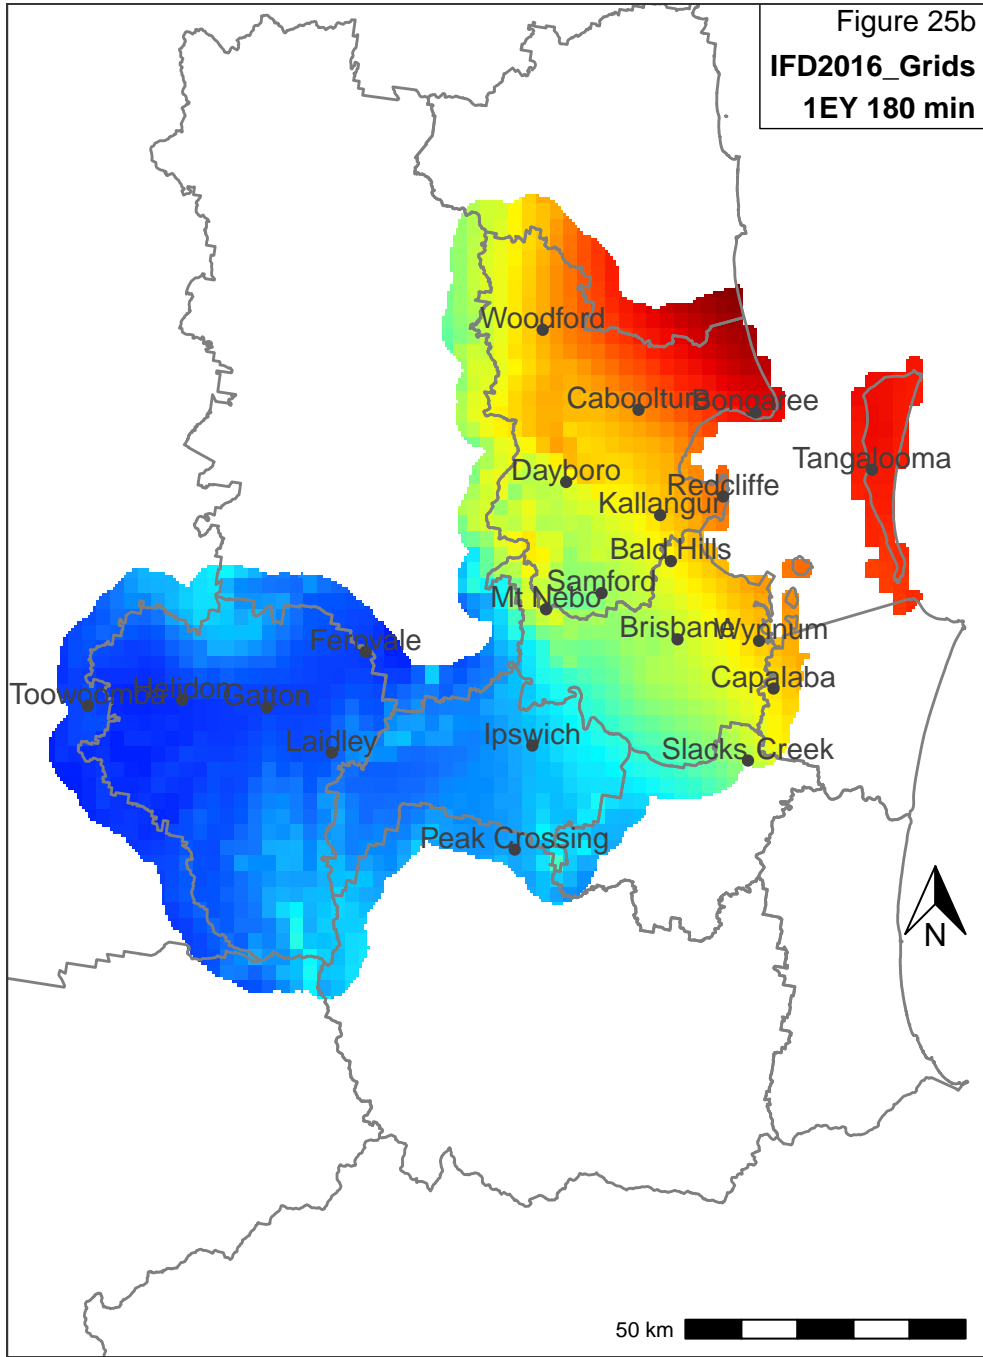 Figure 25b
IFD2016_Grids
1EY 180 min
Woodford
Caboolture
Bongaree
Tangalooma
Dayboro
Redcliffe
Kallangur
Bald Hills
Samford
Mt Nebo
Brisbane
Wynnum
Fernvale
Capalaba
Toowoomba
Helidon
Gatton
Laidley
Ipswich
Slacks Creek
Peak Crossing
N
50 km